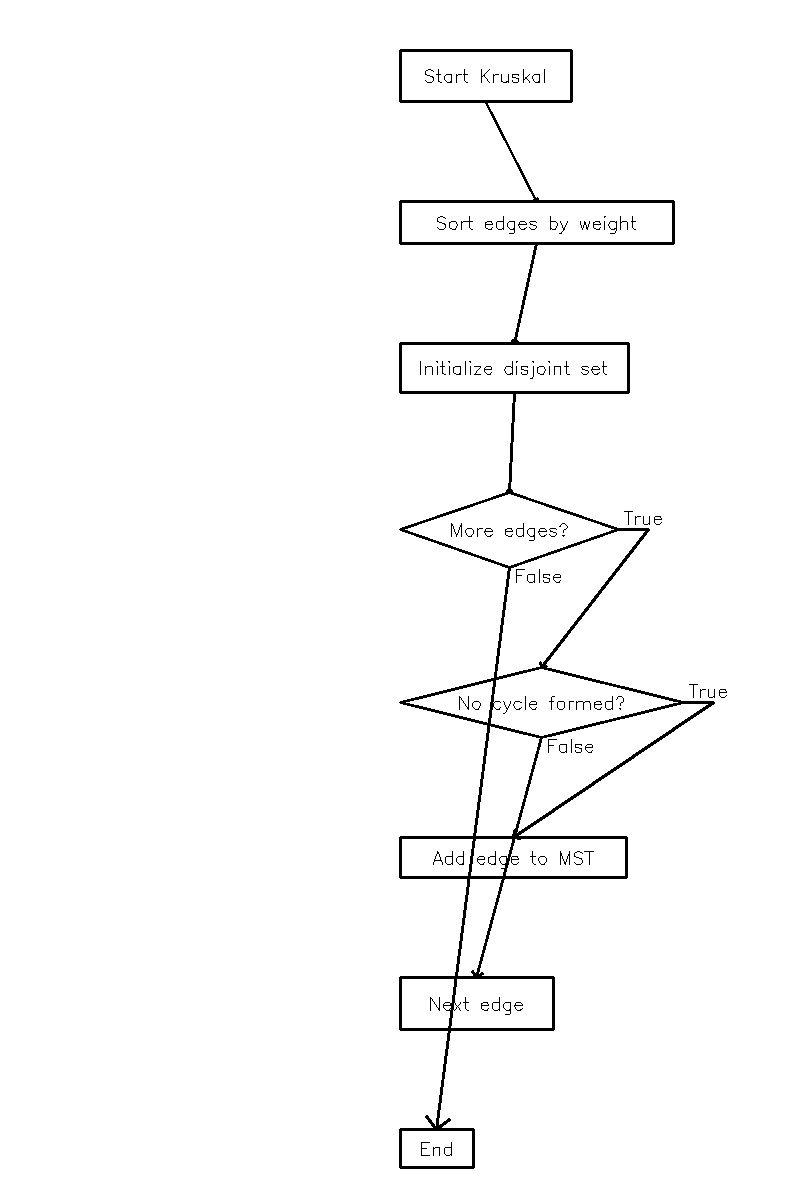 Start Kruskal
Sort edges by weight
Initialize disjoint set
More edges?
True
False
No cycle formed?
True
False
Add edge to MST
Next edge
End